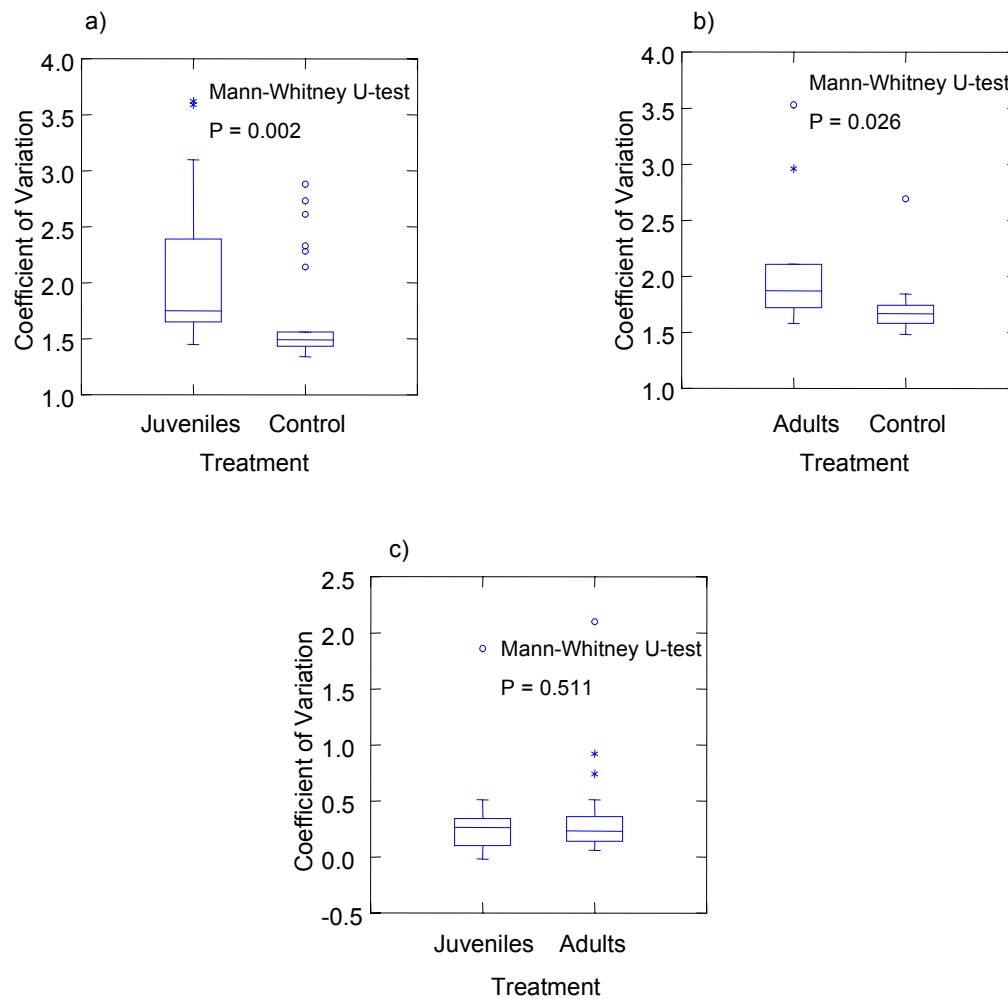 a)
Coefficient of Variation
4.0
3.5
3.0
2.5
2.0
1.5
1.0
Mann-Whitney U-test
P = 0.002
Juveniles Control
Treatment
b)
Coefficient of Variation
4.0
3.5
3.0
2.5
2.0
1.5
1.0
Mann-Whitney U-test
P = 0.026
Adults Control
Treatment
c)
Coefficient of Variation
2.5
2.0
1.5
1.0
0.5
0.0
-0.5
Mann-Whitney U-test
P = 0.511
Juveniles Adults
Treatment